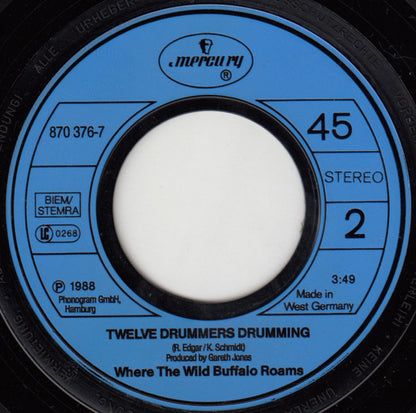 mercury
®
870 376-7
45
STEREO
BIEM/
STEMRA
LC 0268
2
℗ 1988
Phonogram GmbH,
Hamburg
3:49
Made in
West Germany
TWELVE DRUMMERS DRUMMING
(R. Edgar/K. Schmidt)
Produced by Gareth Jones
Where The Wild Buffalo Roams